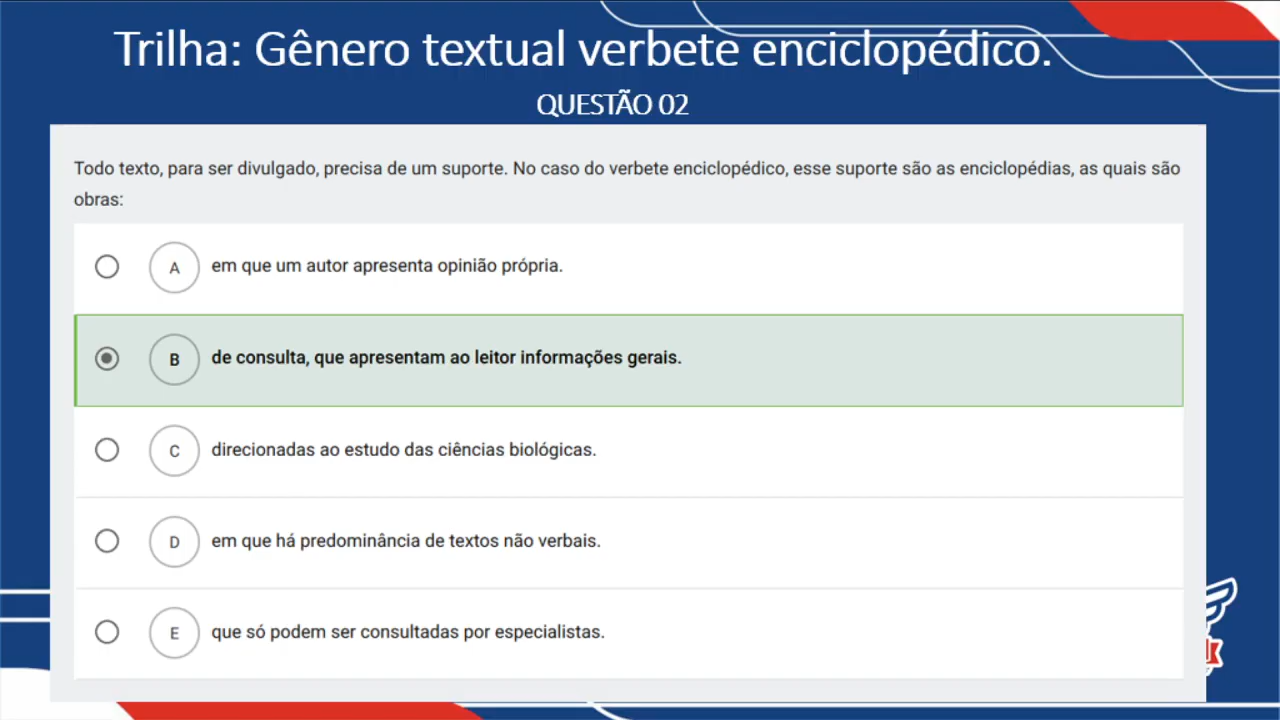 Trilha: Gênero textual verbete enciclopédico.
QUESTÃO 02
Todo texto, para ser divulgado, precisa de um suporte. No caso do verbete enciclopédico, esse suporte são as enciclopédias, as quais são
obras:
A em que um autor apresenta opinião própria.
B de consulta, que apresentam ao leitor informações gerais.
C direcionadas ao estudo das ciências biológicas.
D em que há predominância de textos não verbais.
E que só podem ser consultadas por especialistas.